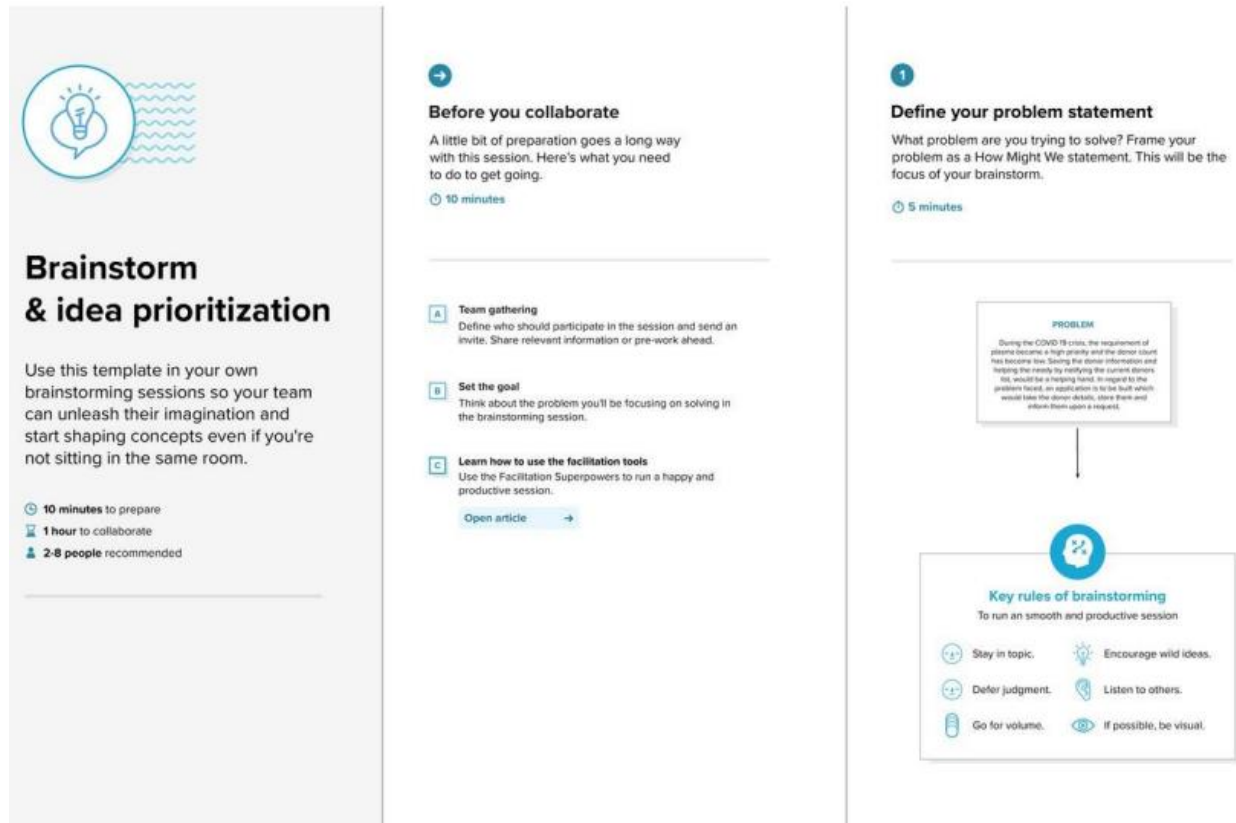 Brainstorm
& idea prioritization
Use this template in your own
brainstorming sessions so your team
can unleash their imagination and
start shaping concepts even if you're
not sitting in the same room.
10 minutes to prepare
1 hour to collaborate
2-8 people recommended
Before you collaborate
A little bit of preparation goes a long way
with this session. Here's what you need
to do to get going.
10 minutes
A Team gathering
Define who should participate in the session and send an
invite. Share relevant information or pre-work ahead.
B Set the goal
Think about the problem you'll be focusing on solving in
the brainstorming session.
C Learn how to use the facilitation tools
Use the Facilitation Superpowers to run a happy and
productive session.
Open article
1
Define your problem statement
What problem are you trying to solve? Frame your
problem as a How Might We statement. This will be the
focus of your brainstorm.
5 minutes
PROBLEM
During the COVID 19 crisis, the requirement of
plasma became a high priority and the donor count
has become low. Saving the donor information and
helping the needy by notifying the current donors
list, would be a helping hand. In regard to the
problem faced, an application is to be built which
would take the donor details, store them and
inform them upon a request.
Key rules of brainstorming
To run an smooth and productive session
Stay in topic.
Encourage wild ideas.
Defer judgment.
Listen to others.
Go for volume.
If possible, be visual.